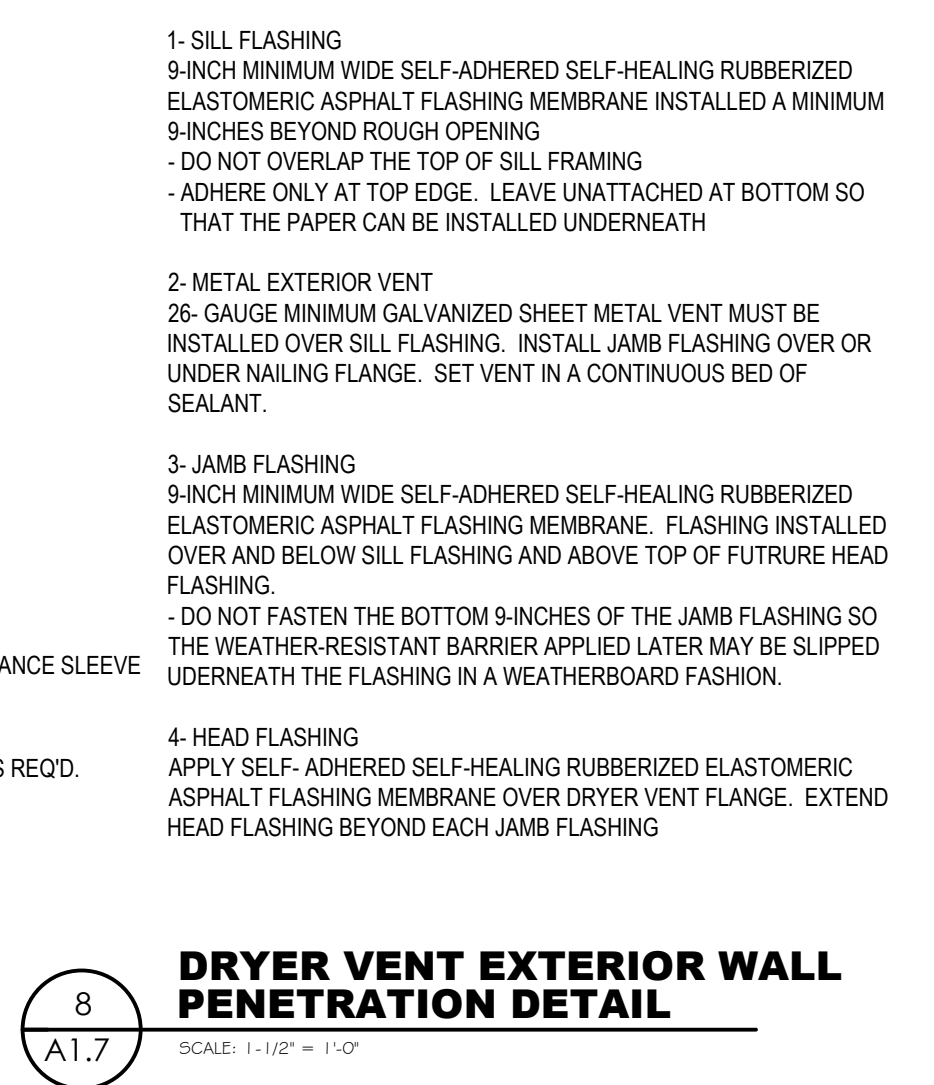 1- SILL FLASHING
9-INCH MINIMUM WIDE SELF-ADHERED SELF-HEALING RUBBERIZED
ELASTOMERIC ASPHALT FLASHING MEMBRANE INSTALLED A MINIMUM
9-INCHES BEYOND ROUGH OPENING
- DO NOT OVERLAP THE TOP OF SILL FRAMING
- ADHERE ONLY AT TOP EDGE. LEAVE UNATTACHED AT BOTTOM SO
THAT THE PAPER CAN BE INSTALLED UNDERNEATH
2- METAL EXTERIOR VENT
26- GAUGE MINIMUM GALVANIZED SHEET METAL VENT MUST BE
INSTALLED OVER SILL FLASHING. INSTALL JAMB FLASHING OVER OR
UNDER NAILING FLANGE. SET VENT IN A CONTINUOUS BED OF
SEALANT.
3- JAMB FLASHING
9-INCH MINIMUM WIDE SELF-ADHERED SELF-HEALING RUBBERIZED
ELASTOMERIC ASPHALT FLASHING MEMBRANE. FLASHING INSTALLED
OVER AND BELOW SILL FLASHING AND ABOVE TOP OF FUTRURE HEAD
FLASHING.
- DO NOT FASTEN THE BOTTOM 9-INCHES OF THE JAMB FLASHING SO
THE WEATHER-RESISTANT BARRIER APPLIED LATER MAY BE SLIPPED
UDERNEATH THE FLASHING IN A WEATHERBOARD FASHION.
ANCE SLEEVE
4- HEAD FLASHING
APPLY SELF- ADHERED SELF-HEALING RUBBERIZED ELASTOMERIC
ASPHALT FLASHING MEMBRANE OVER DRYER VENT FLANGE. EXTEND
HEAD FLASHING BEYOND EACH JAMB FLASHING
S REQ'D.
8
A1.7
DRYER VENT EXTERIOR WALL
PENETRATION DETAIL
SCALE: 1-1/2" = 1'-0"